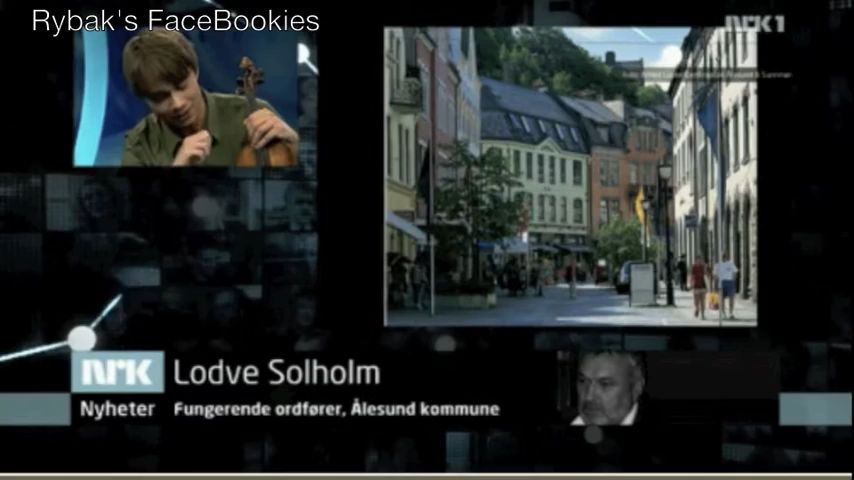 Rybak's FaceBookies
nrk1
nrk Lodve Solholm
Nyheter Fungerende ordfører, Ålesund kommune